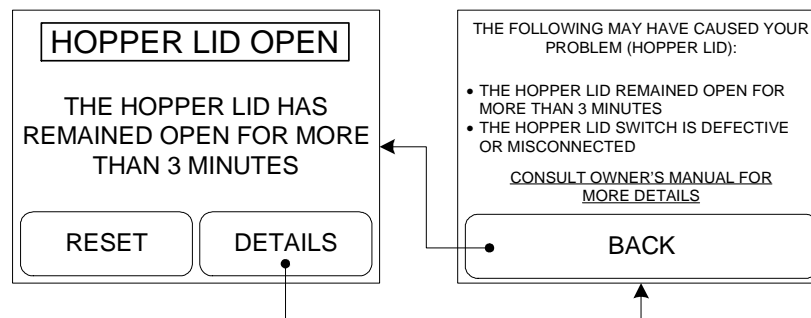 HOPPER LID OPEN
THE HOPPER LID HAS
REMAINED OPEN FOR MORE
THAN 3 MINUTES
RESET
DETAILS
THE FOLLOWING MAY HAVE CAUSED YOUR
PROBLEM (HOPPER LID):
• THE HOPPER LID REMAINED OPEN FOR
MORE THAN 3 MINUTES
• THE HOPPER LID SWITCH IS DEFECTIVE
OR MISCONNECTED
CONSULT OWNER'S MANUAL FOR
MORE DETAILS
BACK